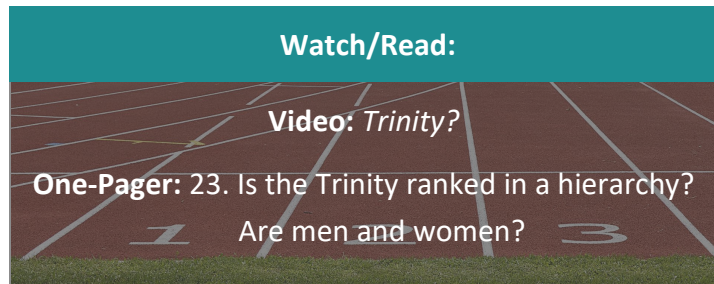 Watch/Read:
Video: Trinity?
One-Pager: 23. Is the Trinity ranked in a hierarchy?
Are men and women?
1 2 3